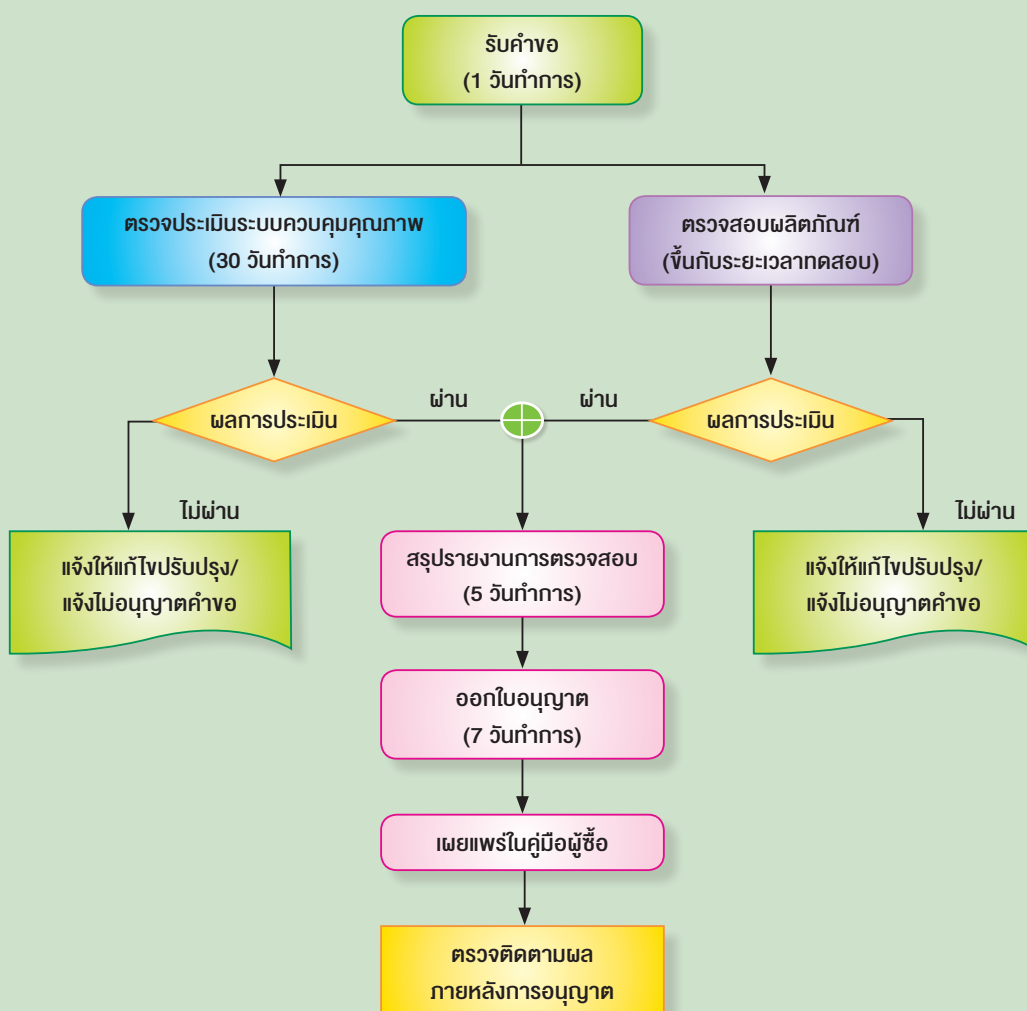 รับคำขอ
(1 วันทำการ)
ตรวจประเมินระบบควบคุมคุณภาพ
(30 วันทำการ)
ตรวจสอบผลิตภัณฑ์
(ขึ้นกับระยะเวลาทดสอบ)
ผลการประเมิน
ผ่าน
ผ่าน
ผลการประเมิน
ไม่ผ่าน
ไม่ผ่าน
แจ้งให้แก้ไขปรับปรุง/
แจ้งไม่อนุญาตคำขอ
สรุปรายงานการตรวจสอบ
(5 วันทำการ)
แจ้งให้แก้ไขปรับปรุง/
แจ้งไม่อนุญาตคำขอ
ออกใบอนุญาต
(7 วันทำการ)
เผยแพร่ในคู่มือผู้ซื้อ
ตรวจติดตามผล
ภายหลังการอนุญาต